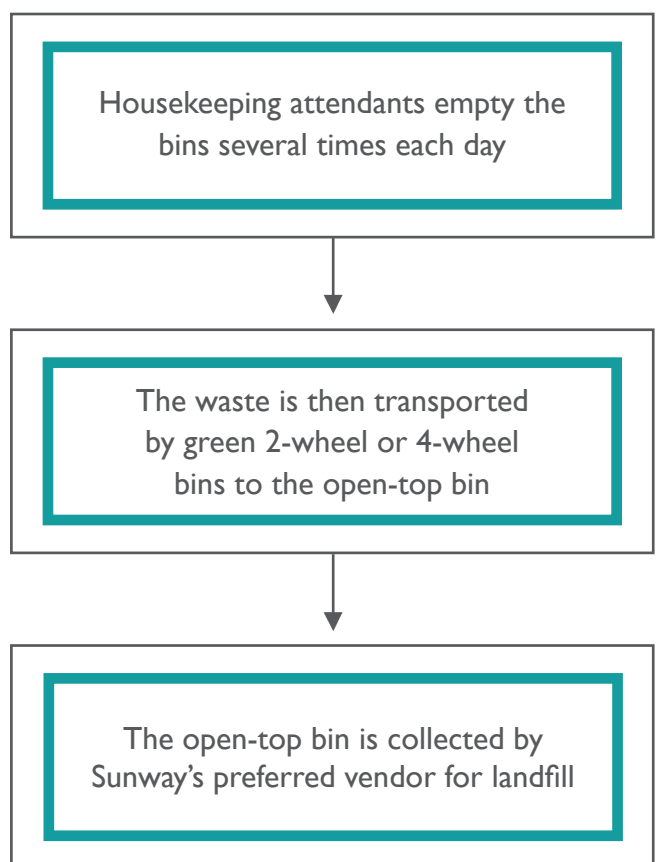 Housekeeping attendants empty the
bins several times each day
The waste is then transported
by green 2-wheel or 4-wheel
bins to the open-top bin
The open-top bin is collected by
Sunway’s preferred vendor for landfill